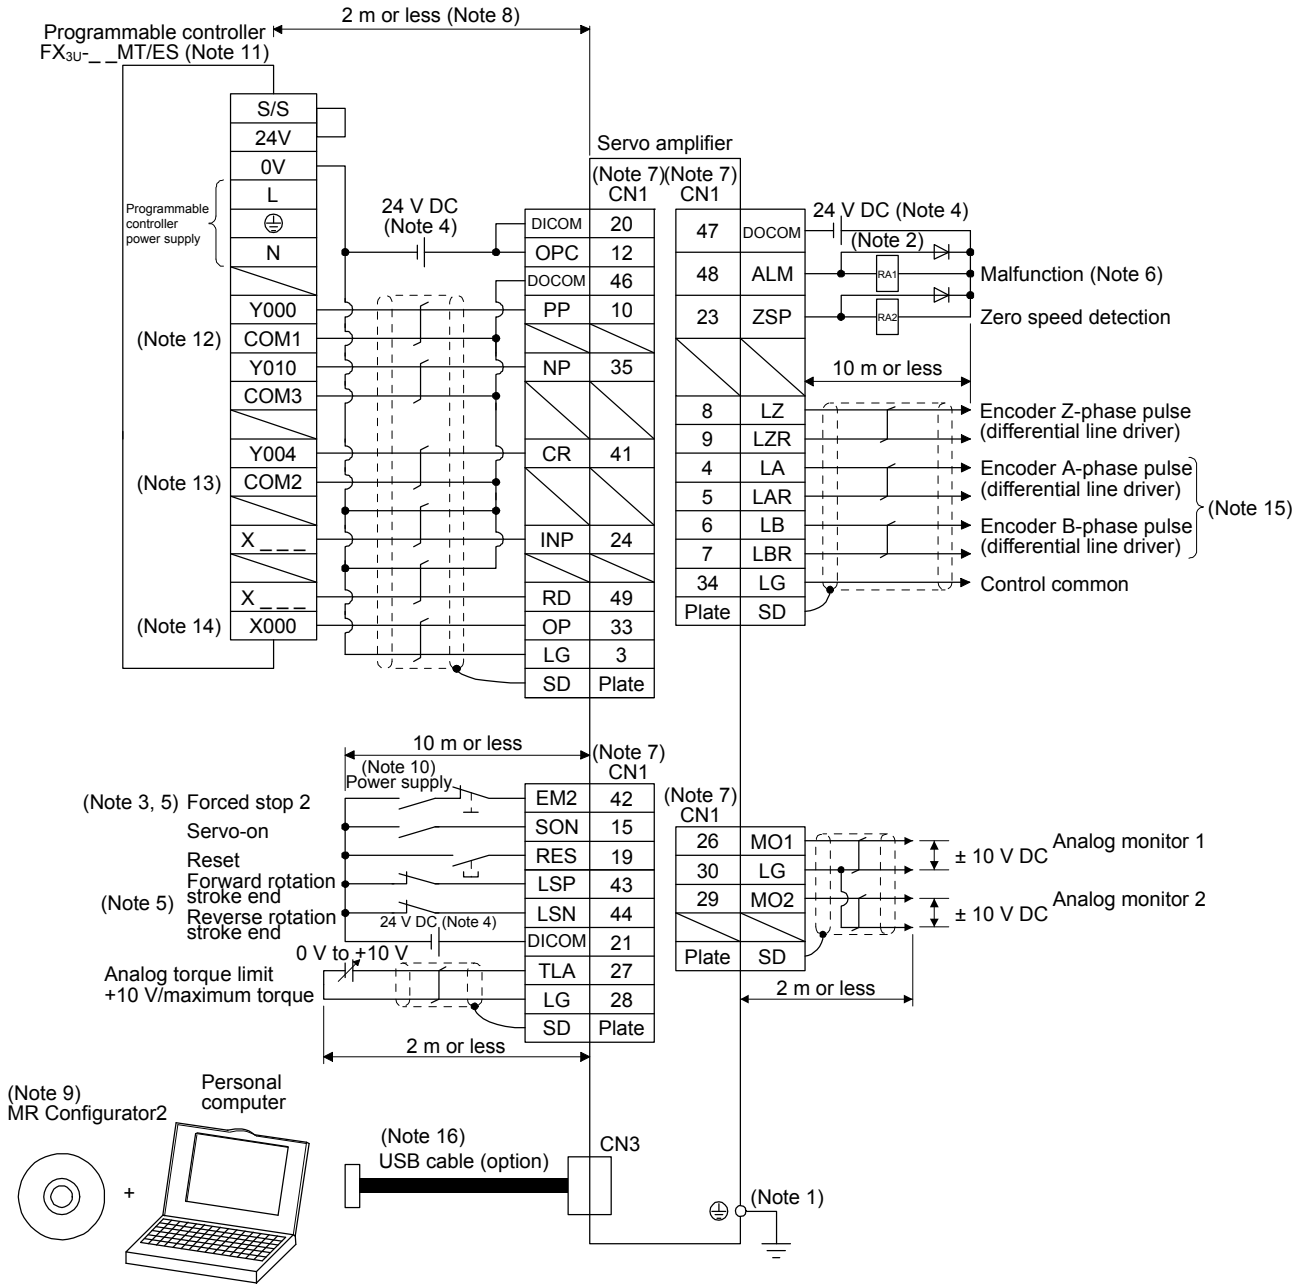 2 m or less (Note 8)
Programmable controller
FX3U-_ _MT/ES (Note 11)
S/S
24V
0V
L
N
Programmable
controller
power supply
Y000
(Note 12) COM1
Y010
COM3
Y004
(Note 13) COM2
X _ _ _
X _ _ _
(Note 14) X000
24 V DC
(Note 4)
Servo amplifier
(Note 7)
CN1
DICOM 20
OPC 12
DOCOM 46
PP 10
NP 35
CR 41
INP 24
RD 49
OP 33
LG 3
SD Plate
(Note 7)
CN1
47 DOCOM
48 ALM
23 ZSP
8 LZ
9 LZR
4 LA
5 LAR
6 LB
7 LBR
34 LG
Plate SD
24 V DC (Note 4)
(Note 2)
RA1
Malfunction (Note 6)
RA2
Zero speed detection
10 m or less
Encoder Z-phase pulse
(differential line driver)
Encoder A-phase pulse
(differential line driver)
(Note 15)
Encoder B-phase pulse
(differential line driver)
Control common
10 m or less
(Note 10)
Power supply
(Note 3, 5) Forced stop 2
Servo-on
Reset
Forward rotation
stroke end
(Note 5)
Reverse rotation
stroke end
24 V DC (Note 4)
0 V to +10 V
Analog torque limit
+10 V/maximum torque
2 m or less
(Note 7)
CN1
EM2 42
SON 15
RES 19
LSP 43
LSN 44
DICOM 21
TLA 27
LG 28
SD Plate
(Note 7)
CN1
26 MO1
30 LG
29 MO2
Plate SD
± 10 V DC
Analog monitor 1
± 10 V DC
Analog monitor 2
2 m or less
(Note 9)
MR Configurator2
+
Personal
computer
(Note 16)
USB cable (option)
CN3
(Note 1)